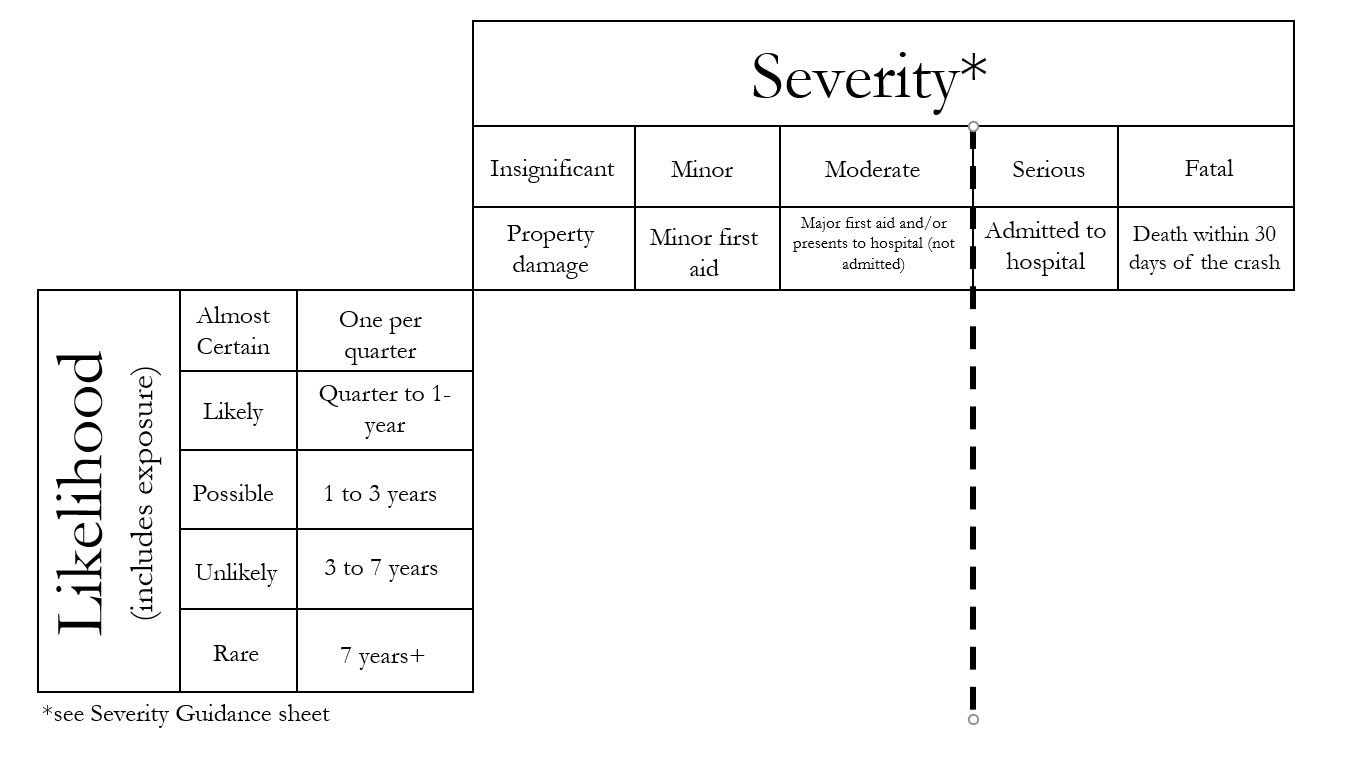 Severity*
Insignificant
Minor
Moderate
Serious
Fatal
Property
damage
Minor first
aid
Major first aid and/or
presents to hospital (not
admitted)
Admitted to
hospital
Death within 30
days of the crash
Likelihood
(includes exposure)
Almost
Certain
One per
quarter
Likely
Quarter to 1-
year
Possible
1 to 3 years
Unlikely
3 to 7 years
Rare
7 years+
*see Severity Guidance sheet